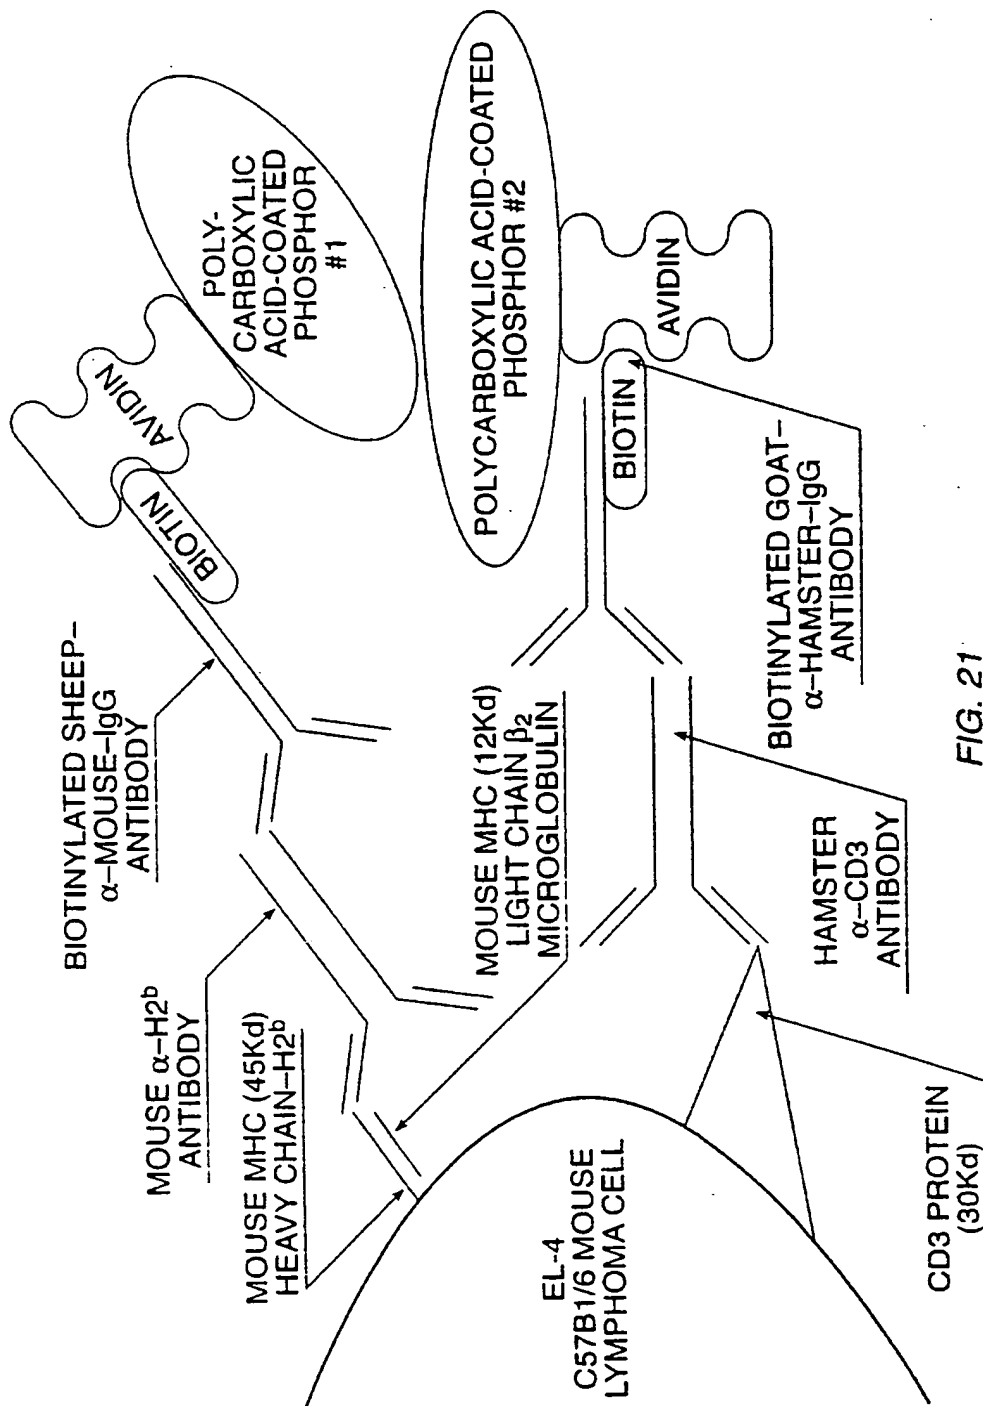 BIOTINYLATED SHEEP–
α–MOUSE–IgG
ANTIBODY
MOUSE α–H2ᵇ
ANTIBODY
MOUSE MHC (45Kd)
HEAVY CHAIN–H2ᵇ
BIOTIN
AVIDIN
AVIDIN
POLY-
CARBOXYLIC
ACID-COATED
PHOSPHOR
#1
POLYCARBOXYLIC ACID-COATED
PHOSPHOR #2
MOUSE MHC (12Kd)
LIGHT CHAIN β₂
MICROGLOBULIN
BIOTIN
AVIDIN
EL-4
C57B1/6 MOUSE
LYMPHOMA CELL
BIOTINYLATED GOAT–
α–HAMSTER–IgG
ANTIBODY
HAMSTER
α–CD3
ANTIBODY
CD3 PROTEIN
(30Kd)
FIG. 21